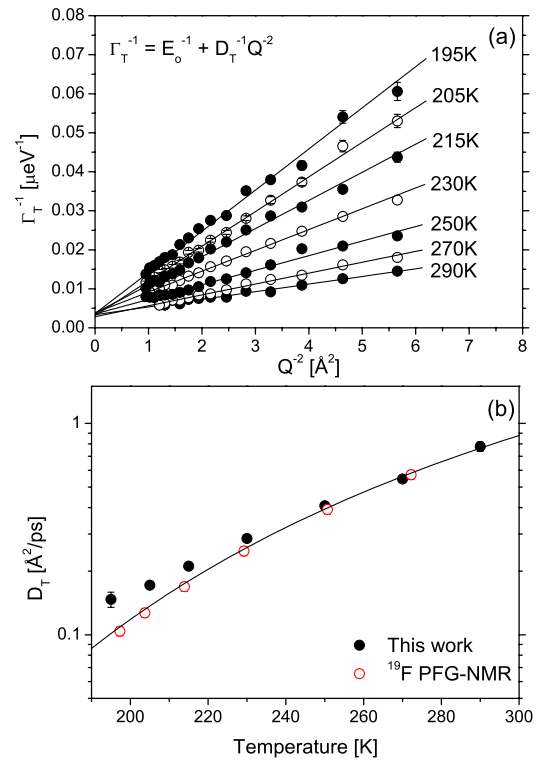 (a)
Γ_T^-1 = E_o^-1 + D_T^-1Q^-2
0.08
0.07
0.06
0.05
0.04
0.03
0.02
0.01
0.00
Γ_T^-1 [μeV^-1]
195K
205K
215K
230K
250K
270K
290K
0 1 2 3 4 5 6 7 8
Q^-2 [Å^2]
(b)
1
0.1
D_T [Å^2/ps]
This work
^19F PFG-NMR
200 220 240 260 280 300
Temperature [K]